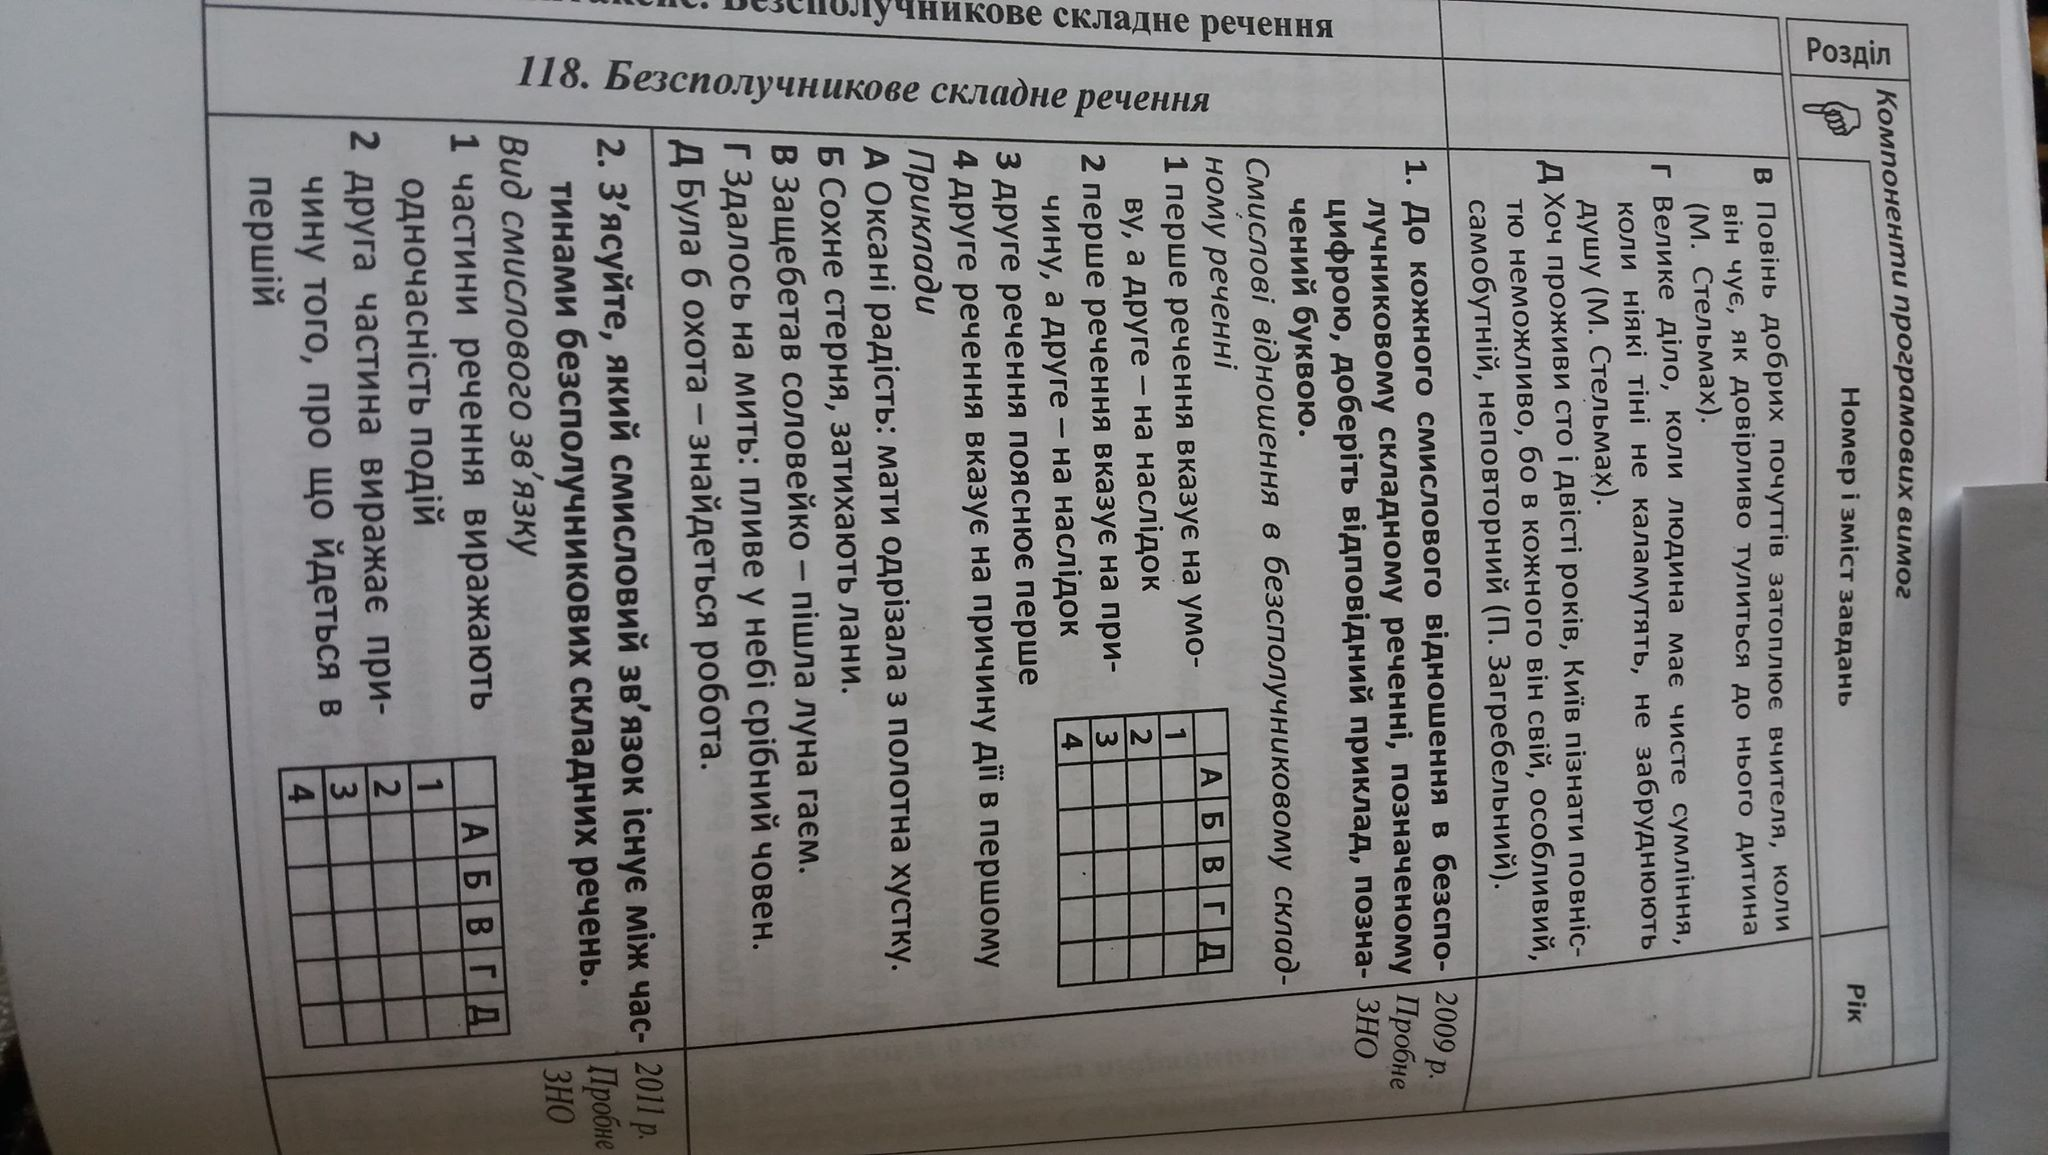 Компоненти програмових вимог
Розділ
Номер і зміст завдань
Рік
В Повінь добрих почуттів затоплює вчителя, коли
він чує, як довірливо тулиться до нього дитина
(М. Стельмах).
Г Велике діло, коли людина має чисте сумління,
коли ніякі тіні не каламутять, не забруднюють
душу (М. Стельмах).
Д Хоч проживи сто і двісті років, Київ пізнати повніс-
тю неможливо, бо в кожного він свій, особливий,
самобутній, неповторний (П. Загребельний).
Безсполучникове складне речення
118. Безсполучникове складне речення
1. До кожного смислового відношення в безспо-
лучниковому складному реченні, позначеному
цифрою, доберіть відповідний приклад, позна-
чений буквою.
2009 р.
Пробне
ЗНО
Смислові відношення в безсполучниковому склад-
ному реченні
1 перше речення вказує на умо-
ву, а друге – на наслідок
2 перше речення вказує на при-
чину, а друге – на наслідок
3 друге речення пояснює перше
4 друге речення вказує на причину дії в першому
А Б В Г Д
1
2
3
4
Приклади
А Оксані радість: мати одрізала з полотна хустку.
Б Сохне стерня, затихають лани.
В Защебетав соловейко – пішла луна гаєм.
Г Здалось на мить: пливе у небі срібний човен.
Д Була б охота – знайдеться робота.
2. З’ясуйте, який смисловий зв’язок існує між час-
тинами безсполучникових складних речень.
2011 р.
Пробне
ЗНО
Вид смислового зв’язку
1 частини речення виражають
одночасність подій
2 друга частина виражає при-
чину того, про що йдеться в
першій
А Б В Г Д
1
2
3
4